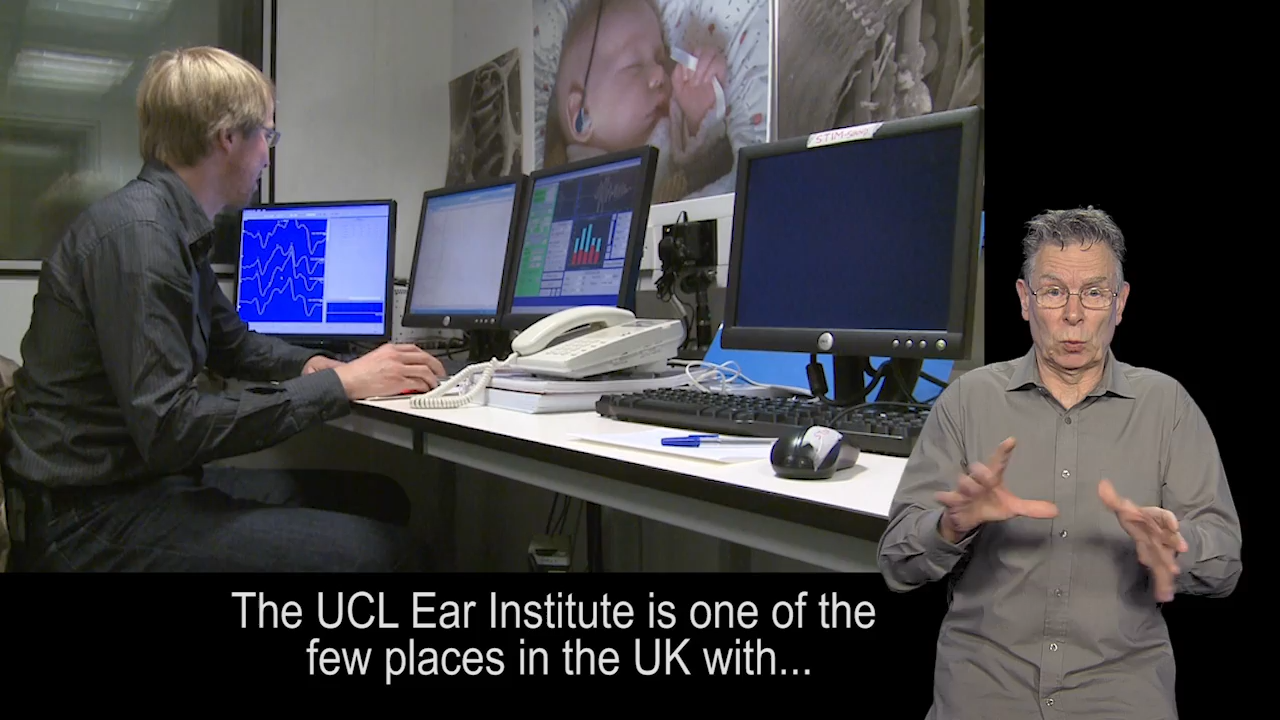 STIM-
The UCL Ear Institute is one of the
few places in the UK with...